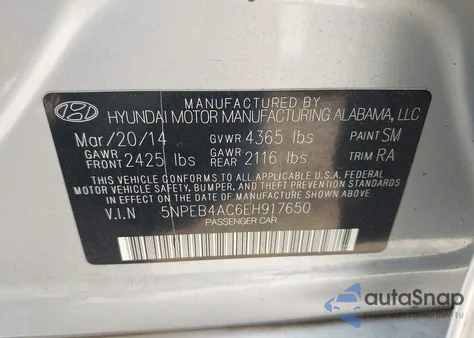 MANUFACTURED BY
HYUNDAI MOTOR MANUFACTURING ALABAMA, LLC
Mar/20/14 GVWR 4365 lbs PAINT SM
GAWR FRONT 2425 lbs GAWR REAR 2116 lbs TRIM RA
THIS VEHICLE CONFORMS TO ALL APPLICABLE U.S.A FEDERAL
MOTOR VEHICLE SAFETY, BUMPER, AND THEFT PREVENTION
STANDARDS IN EFFECT ON THE DATE OF MANUFACTURE SHOWN ABOVE.
V.I.N 5NPEB4AC6EH917650
PASSENGER CAR
autoSnap
POWERED BY